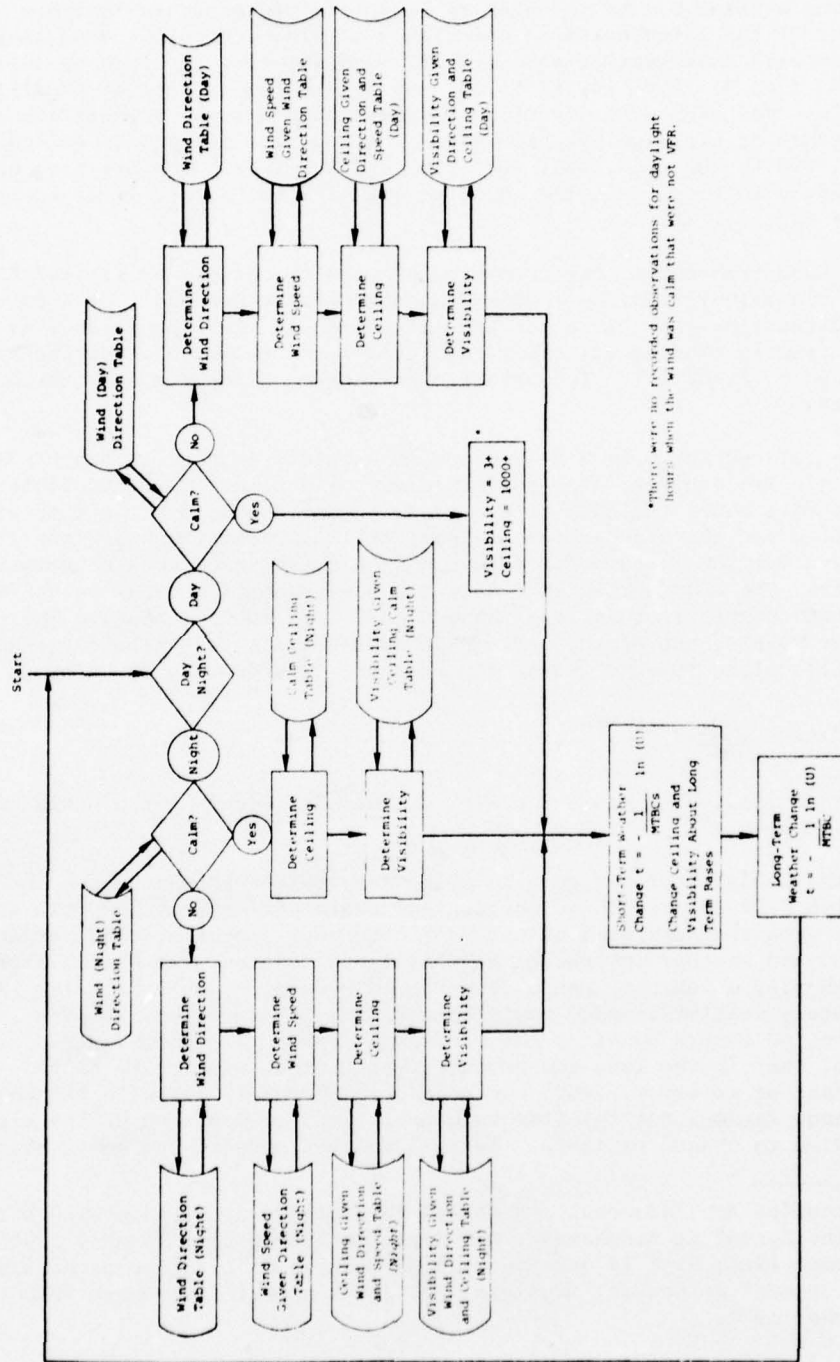 Start
Day
Night?
Night
Day
Wind (Night)
Direction Table
Calm?
No
Yes
Wind (Day)
Direction Table
Calm?
Yes
No
Wind Direction
Table (Night)
Determine
Wind Direction
Wind Speed
Given Direction
Table (Night)
Determine
Wind Speed
Ceiling Given
Wind Direction
and Speed Table
(Night)
Determine
Ceiling
Visibility Given
Wind Direction
and Ceiling Table
(Night)
Determine
Visibility
Calm Ceiling
Table (Night)
Determine
Ceiling
Visibility Given
Ceiling Calm
Table (Night)
Determine
Visibility
Visibility = 3+
Ceiling = 1000+
*
Determine
Wind Direction
Wind Direction
Table (Day)
Determine
Wind Speed
Wind Speed
Given Wind
Direction Table
Determine
Ceiling
Ceiling Given
Direction and
Speed Table
(Day)
Determine
Visibility
Visibility Given
Direction and
Ceiling Table
(Day)
Short-Term Weather
Change t = - 1/MTBCs ln (U)
Change Ceiling and
Visibility About Long
Term Bases
Long-Term
Weather Change
t = - 1/MTBC ln (U)
*There were no recorded observations for daylight
hours when the wind was calm that were not VFR.